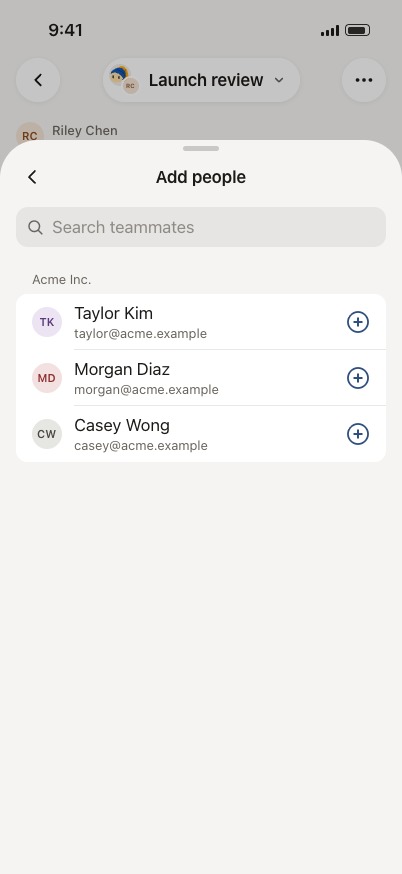 9:41
RC
Launch review
RC
Riley Chen
Add people
Search teammates
Acme Inc.
TK
Taylor Kim
taylor@acme.example
MD
Morgan Diaz
morgan@acme.example
CW
Casey Wong
casey@acme.example